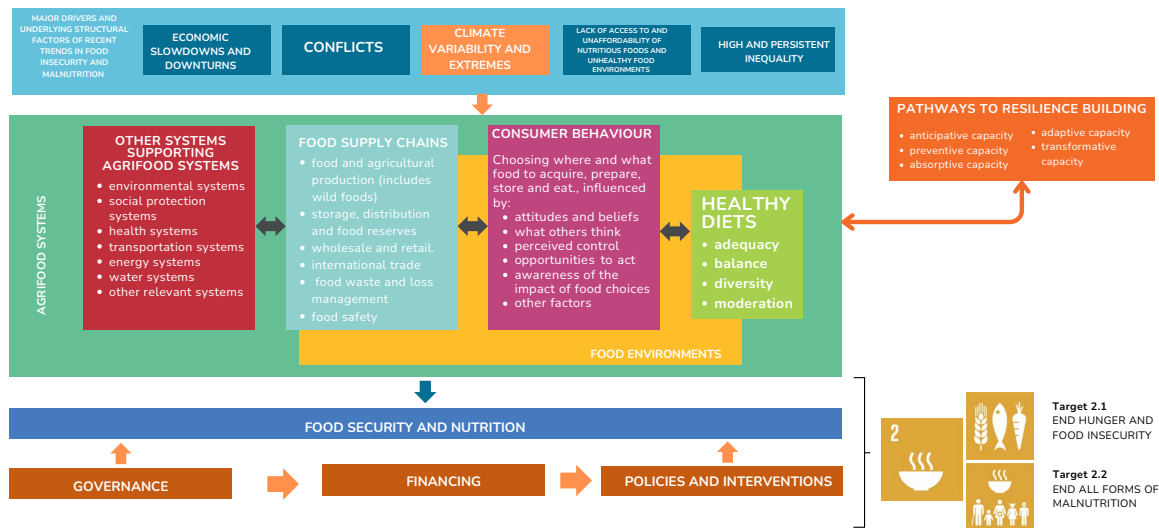 MAJOR DRIVERS AND
UNDERLYING STRUCTURAL
FACTORS OF RECENT
TRENDS IN FOOD
INSECURITY AND
MALNUTRITION
ECONOMIC
SLOWDOWNS AND
DOWNTURNS
CONFLICTS
CLIMATE
VARIABILITY AND
EXTREMES
LACK OF ACCESS TO AND
UNAFFORDABILITY OF
NUTRITIOUS FOODS AND
UNHEALTHY FOOD
ENVIRONMENTS
HIGH AND PERSISTENT
INEQUALITY
PATHWAYS TO RESILIENCE BUILDING
• anticipative capacity
• preventive capacity
• absorptive capacity
• adaptive capacity
• transformative
capacity
AGRIFOOD SYSTEMS
OTHER SYSTEMS
SUPPORTING
AGRIFOOD SYSTEMS
• environmental systems
• social protection
systems
• health systems
• transportation systems
• energy systems
• water systems
• other relevant systems
FOOD SUPPLY CHAINS
• food and agricultural
production (includes
wild foods)
• storage, distribution
and food reserves
• wholesale and retail.
• international trade
• food waste and loss
management
• food safety
CONSUMER BEHAVIOUR
Choosing where and what
food to acquire, prepare,
store and eat., influenced
by:
• attitudes and beliefs
• what others think
• perceived control
• opportunities to act
• awareness of the
impact of food choices
• other factors
HEALTHY
DIETS
• adequacy
• balance
• diversity
• moderation
FOOD ENVIRONMENTS
FOOD SECURITY AND NUTRITION
GOVERNANCE
FINANCING
POLICIES AND INTERVENTIONS
2
Target 2.1
END HUNGER AND
FOOD INSECURITY
Target 2.2
END ALL FORMS OF
MALNUTRITION